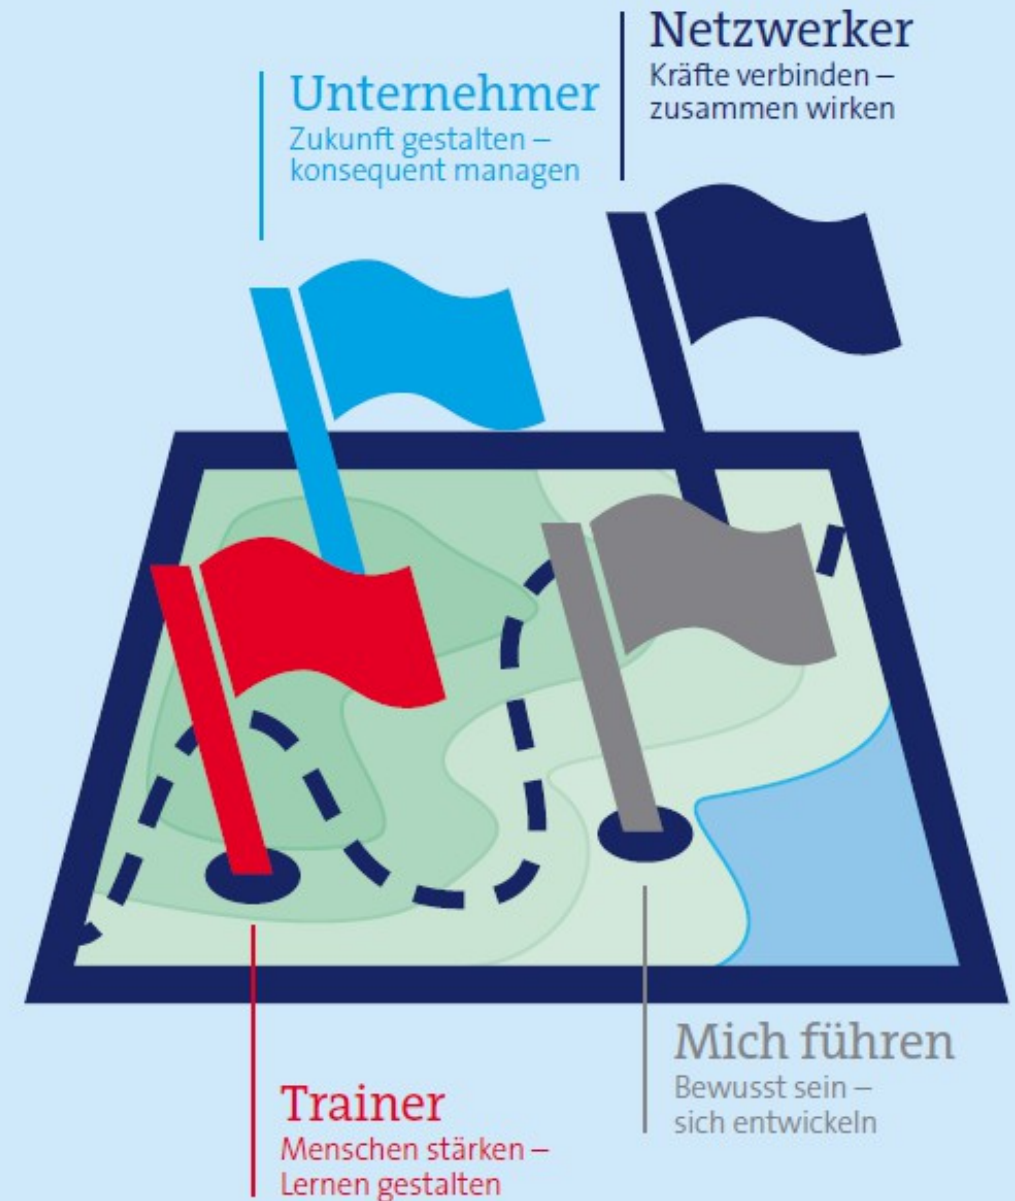 Netzwerker
Kräfte verbinden –
zusammen wirken
Unternehmer
Zukunft gestalten –
konsequent managen
Mich führen
Bewusst sein –
sich entwickeln
Trainer
Menschen stärken –
Lernen gestalten